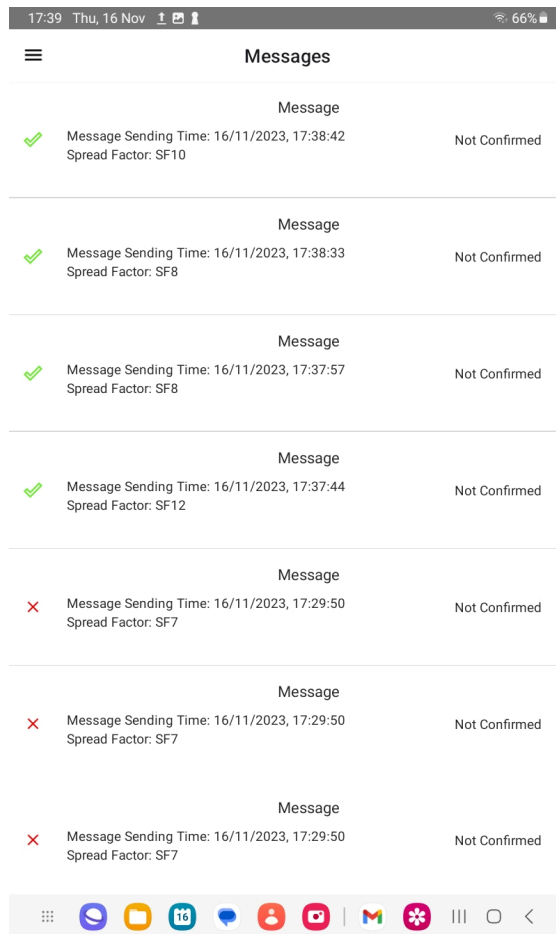 17:39 Thu, 16 Nov 66%
Messages
Message
Message Sending Time: 16/11/2023, 17:38:42
Spread Factor: SF10
Not Confirmed
Message
Message Sending Time: 16/11/2023, 17:38:33
Spread Factor: SF8
Not Confirmed
Message
Message Sending Time: 16/11/2023, 17:37:57
Spread Factor: SF8
Not Confirmed
Message
Message Sending Time: 16/11/2023, 17:37:44
Spread Factor: SF12
Not Confirmed
Message
Message Sending Time: 16/11/2023, 17:29:50
Spread Factor: SF7
Not Confirmed
Message
Message Sending Time: 16/11/2023, 17:29:50
Spread Factor: SF7
Not Confirmed
Message
Message Sending Time: 16/11/2023, 17:29:50
Spread Factor: SF7
Not Confirmed
16